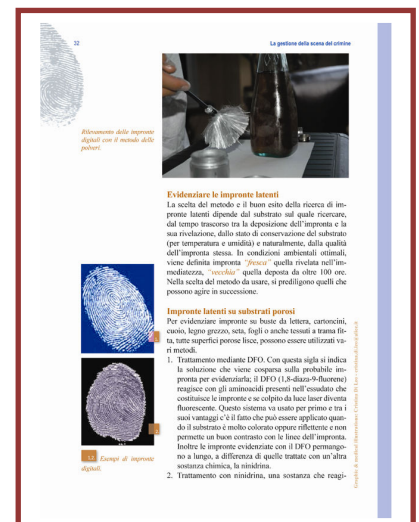 32
La gestione della scena del crimine
Rilevamento delle impronte
digitali con il metodo delle
polveri.
Evidenziare le impronte latenti
La scelta del metodo e il buon esito della ricerca di im-
pronte latenti dipende dal substrato sul quale ricercare,
dal tempo trascorso tra la deposizione dell'impronta e la
sua rivelazione, dallo stato di conservazione del substrato
(per temperatura e umidità) e naturalmente, dalla qualità
dell'impronta stessa. In condizioni ambientali ottimali,
viene definita impronta "fresca" quella rivelata nell'im-
mediatezza, "vecchia" quella deposta da oltre 100 ore.
Nella scelta del metodo da usare, si prediligono quelli che
possono agire in successione.
Impronte latenti su substrati porosi
Per evidenziare impronte su buste da lettera, cartoncini,
cuoio, legno grezzo, seta, fogli o anche tessuti a trama fit-
ta, tutte superfici porose lisce, possono essere utilizzati va-
ri metodi.
1. Trattamento mediante DFO. Con questa sigla si indica
la soluzione che viene cosparsa sulla probabile im-
pronta per evidenziarla; il DFO (1,8-diaza-9-fluorene)
reagisce con gli aminoacidi presenti nell'essudato che
costituisce le impronte e se colpito da luce laser diventa
fluorescente. Questo sistema va usato per primo e tra i
suoi vantaggi c'è il fatto che può essere applicato quan-
do il substrato è molto colorato oppure riflettente e non
permette un buon contrasto con le linee dell'impronta.
Inoltre le impronte evidenziate con il DFO permango-
no a lungo, a differenza di quelle trattate con un'altra
sostanza chimica, la ninidrina.
2. Trattamento con ninidrina, una sostanza che reagi-
1,2 Esempi di impronte
digitali.
Graphic & medical illustrations: Cristina Di Leo -